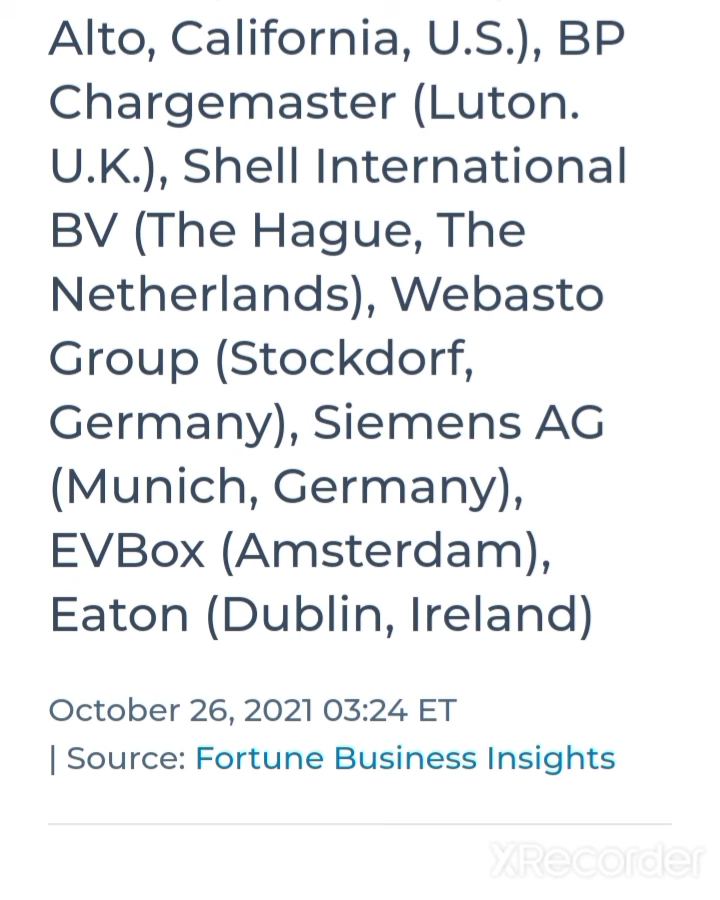 Alto, California, U.S.), BP
Chargemaster (Luton.
U.K.), Shell International
BV (The Hague, The
Netherlands), Webasto
Group (Stockdorf,
Germany), Siemens AG
(Munich, Germany),
EVBox (Amsterdam),
Eaton (Dublin, Ireland)
October 26, 2021 03:24 ET
| Source: Fortune Business Insights
XRecorder